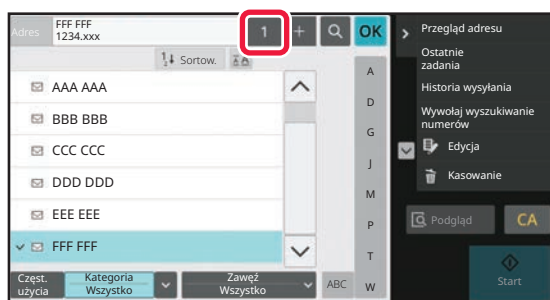 Adres
FFF FFF
1234.xxx
1
+
OK
Sortow.
AAA AAA
BBB BBB
CCC CCC
DDD DDD
EEE EEE
FFF FFF
A
D
G
J
M
P
T
W
Częst.
użycia
Kategoria
Wszystko
Zawęź
Wszystko
ABC
Przegląd adresu
Ostatnie
zadania
Historia wysyłania
Wywołaj wyszukiwanie
numerów
Edycja
Kasowanie
Podgląd
CA
Start